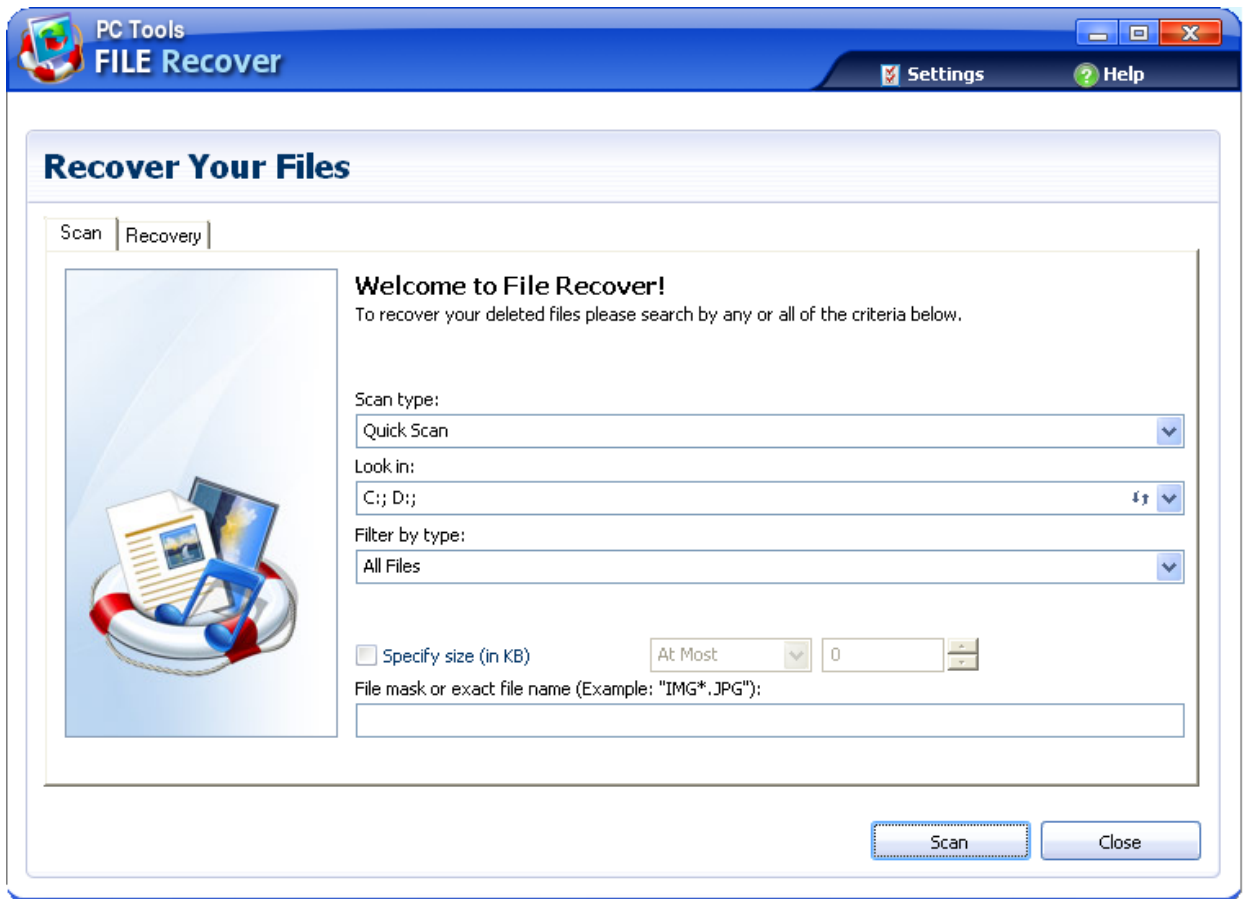 PC Tools
FILE Recover
Settings Help
Recover Your Files
Scan Recovery
Welcome to File Recover!
To recover your deleted files please search by any or all of the criteria below.
Scan type:
Quick Scan
Look in:
C:; D:;
Filter by type:
All Files
Specify size (in KB) At Most 0
File mask or exact file name (Example: "IMG*.JPG"):
Scan Close